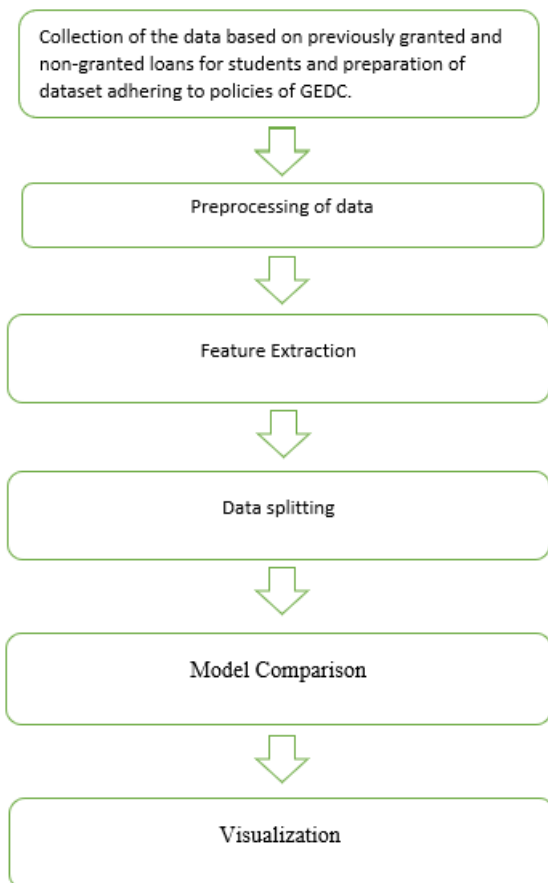 Collection of the data based on previously granted and
non-granted loans for students and preparation of
dataset adhering to policies of GEDC.
Preprocessing of data
Feature Extraction
Data splitting
Model Comparison
Visualization